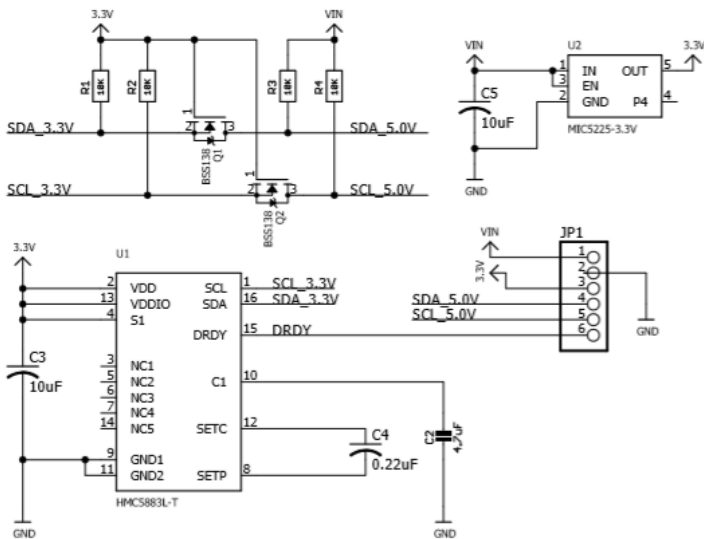 3.3V
VIN
R1
10K
R2
10K
R3
10K
R4
10K
1
SDA_3.3V
2
3
SDA_5.0V
BSS138
Q1
1
SCL_3.3V
2
3
SCL_5.0V
BSS138
Q2
VIN
U2
3.3V
1
IN
OUT
5
3
EN
2
GND
P4
4
C5
10uF
MIC5225-3.3V
GND
3.3V
U1
2
VDD
SCL
1
SCL_3.3V
13
VDDIO
SDA
16
SDA_3.3V
4
S1
DRDY
15
DRDY
C3
10uF
3
NC1
5
NC2
C1
10
6
NC3
7
NC4
14
NC5
SETC
12
C4
0.22uF
C2
4.7uF
9
GND1
11
GND2
SETP
8
HMC5883L-T
GND
GND
JP1
VIN
1
2
3.3V
3
SDA_5.0V
4
SCL_5.0V
5
6
GND